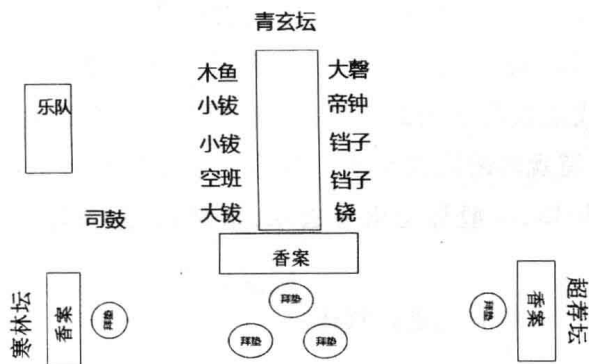 青玄坛
木鱼 大磬
乐队 小钹 帝钟
小钹 铛子
空班 铛子
司鼓 大钹 铙
香案
寒林坛 香案 拜垫 拜垫 拜垫 香案 超荐坛
拜垫 拜垫